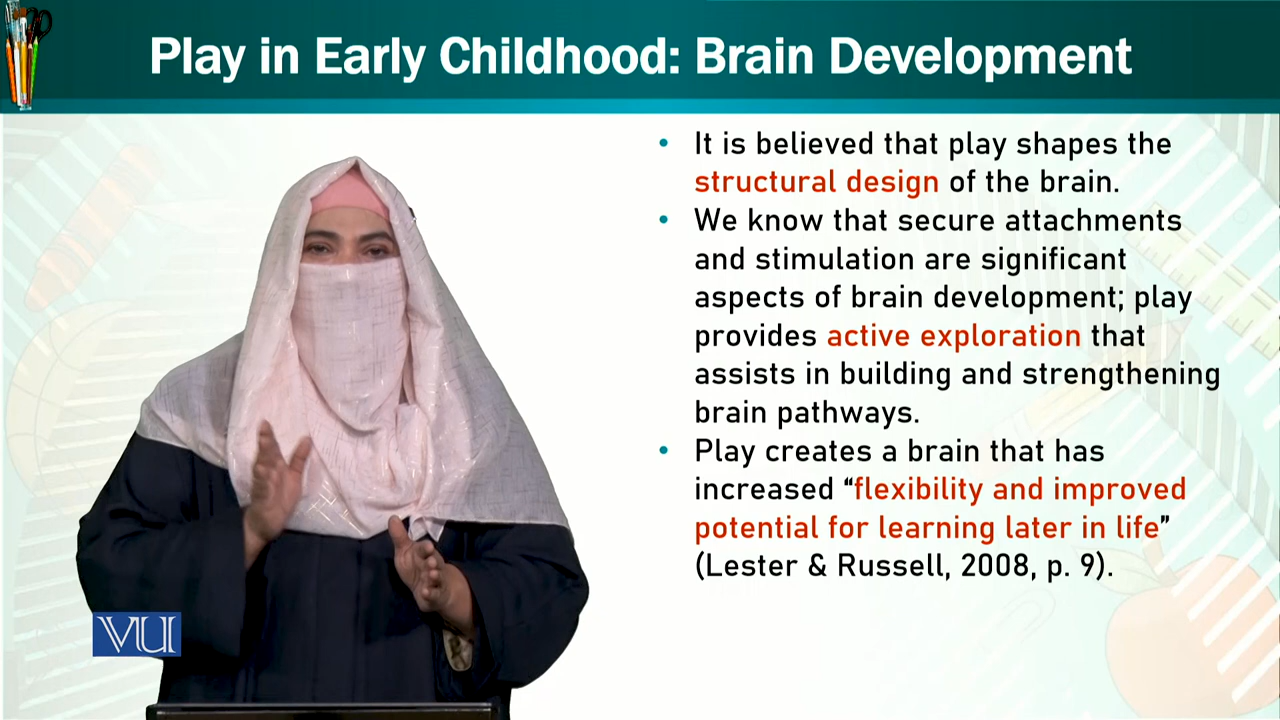 Play in Early Childhood: Brain Development
• It is believed that play shapes the
structural design of the brain.
• We know that secure attachments
and stimulation are significant
aspects of brain development; play
provides active exploration that
assists in building and strengthening
brain pathways.
• Play creates a brain that has
increased “flexibility and improved
potential for learning later in life”
(Lester & Russell, 2008, p. 9).
VU